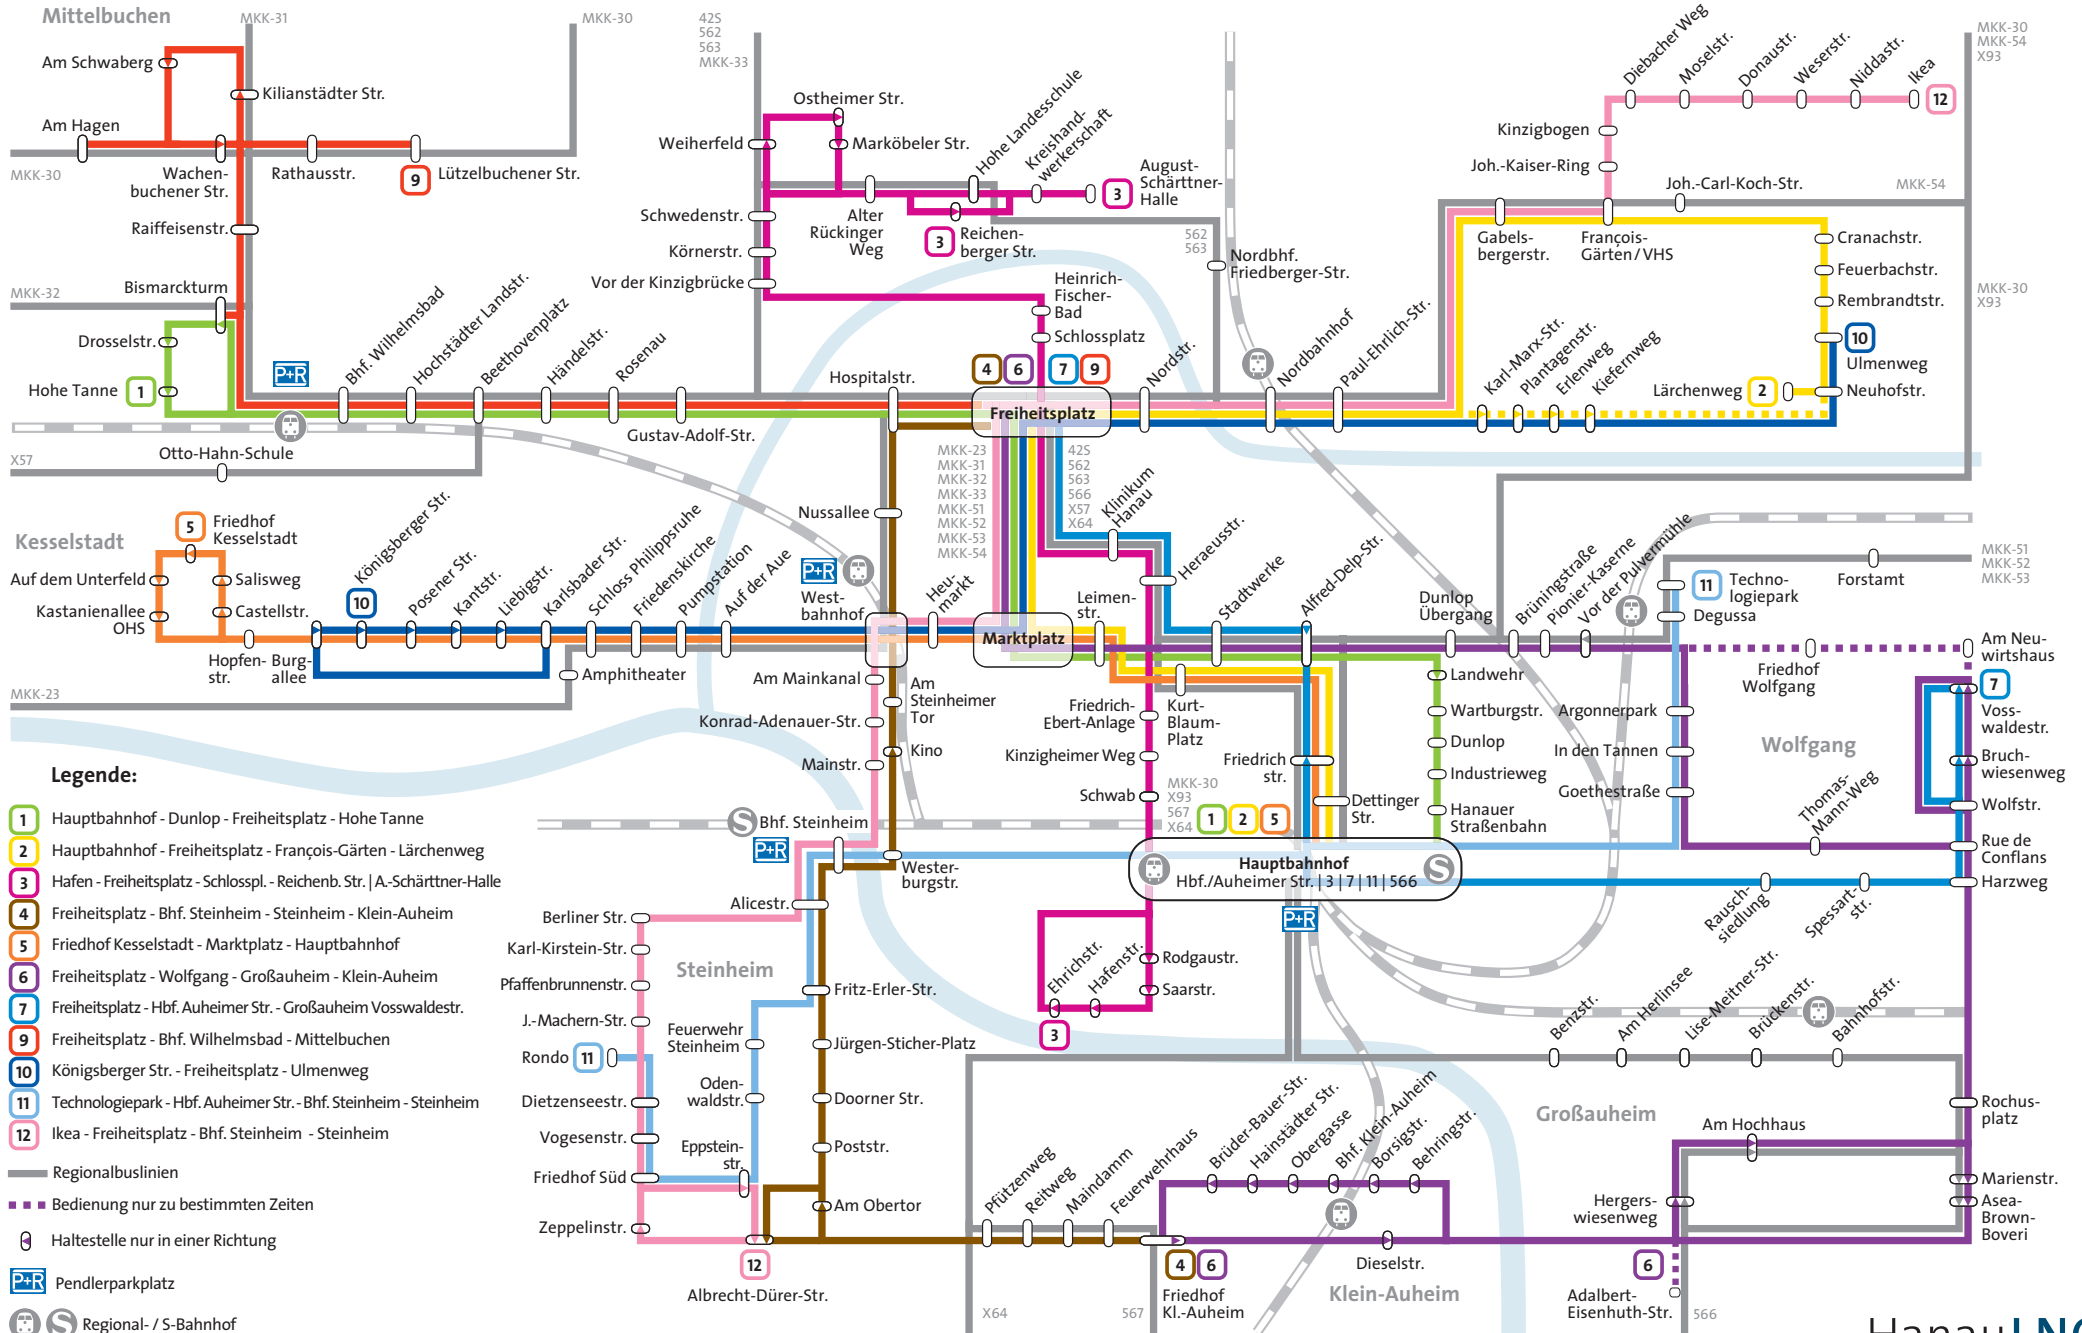 Mittelbuchen
MKK-31
MKK-30
42S
562
563
MKK-33
MKK-30
MKK-54
X93
Am Schwaberg
Kilianstädter Str.
Am Hagen
MKK-30
Wachen-
buchener Str.
Rathausstr.
9
Lützelbuchener Str.
Raiffeisenstr.
Bismarckturm
MKK-32
Drosselstr.
Hohe Tanne
1
P+R
Bhf. Wilhelmsbad
Hochstädter Landstr.
Beethovenplatz
Händelstr.
Rosenau
Gustav-Adolf-Str.
Otto-Hahn-Schule
X57
Ostheimer Str.
Weiherfeld
Marköbeler Str.
Hohe Landesschule
Kreishand-
werkerschaft
3
August-
Schärttner-
Halle
Schwedenstr.
Alter
Rückinger
Weg
3
Reichen-
berger Str.
Körnerstr.
Vor der Kinzigbrücke
Heinrich-
Fischer-
Bad
Schlossplatz
562
563
Nordbhf.
Friedberger-Str.
Hospitalstr.
4
6
7
9
Freiheitsplatz
Nordstr.
Nordbahnhof
Paul-Ehrlich-Str.
Diebacher Weg
Moselstr.
Donaustr.
Weserstr.
Niddastr.
Ikea
12
Kinzigbogen
Joh.-Kaiser-Ring
Joh.-Carl-Koch-Str.
MKK-54
Gabels-
bergerstr.
François-
Gärten/VHS
Cranachstr.
Feuerbachstr.
Rembrandtstr.
MKK-30
X93
10
Ulmenweg
Karl-Marx-Str.
Plantagenstr.
Erlenweg
Kiefernweg
Lärchenweg
2
Neuhofstr.
MKK-23
MKK-31
MKK-32
MKK-33
MKK-51
MKK-52
MKK-53
MKK-54
42S
562
563
566
X57
X64
Klinikum
Hanau
Heraeusstr.
Kesselstadt
5
Friedhof
Kesselstadt
Auf dem Unterfeld
Salisweg
Kastanienallee
OHS
Castellstr.
Hopfen-
str.
Burg-
allee
10
Königsberger Str.
Posener Str.
Kantstr.
Liebigstr.
Karlsbader Str.
Schloss Philippsruhe
Friedenskirche
Pumpstation
Auf der Aue
Amphitheater
MKK-23
Nussallee
P+R
West-
bahnhof
Heu-
markt
Marktplatz
Leimen-
str.
Stadtwerke
Alfred-Delp-Str.
Dunlop
Übergang
Brüningstraße
Pionier-Kaserne
Vor der Pulvermühle
11
Techno-
logiepark
Degussa
Forstamt
MKK-51
MKK-52
MKK-53
Am Neu-
wirtshaus
Friedhof
Wolfgang
7
Voss-
waldestr.
Bruch-
wiesenweg
Wolfstr.
Wolfgang
Am Mainkanal
Am
Steinheimer
Tor
Konrad-Adenauer-Str.
Kino
Mainstr.
Friedrich-
Ebert-Anlage
Kurt-
Blaum-
Platz
Kinzigheimer Weg
Schwab
MKK-30
X93
567
X64
1
2
5
Friedrich
str.
Dettinger
Str.
Landwehr
Wartburgstr.
Dunlop
Industrieweg
Hanauer
Straßenbahn
Argonnerpark
In den Tannen
Goethestraße
Thomas-
Mann-Weg
Rue de
Conflans
Harzweg
Rausch-
siedlung
Spessart-
str.
S
Bhf. Steinheim
P+R
Wester-
burgstr.
Hauptbahnhof
Hbf./Auheimer Str. | 3 | 7 | 11 | 566
S
P+R
Legende:
1 Hauptbahnhof - Dunlop - Freiheitsplatz - Hohe Tanne
2 Hauptbahnhof - Freiheitsplatz - François-Gärten - Lärchenweg
3 Hafen - Freiheitsplatz - Schlosspl. - Reichenb. Str. | A.-Schärttner-Halle
4 Freiheitsplatz - Bhf. Steinheim - Steinheim - Klein-Auheim
5 Friedhof Kesselstadt - Marktplatz - Hauptbahnhof
6 Freiheitsplatz - Wolfgang - Großauheim - Klein-Auheim
7 Freiheitsplatz - Hbf. Auheimer Str. - Großauheim Vosswaldestr.
9 Freiheitsplatz - Bhf. Wilhelmsbad - Mittelbuchen
10 Königsberger Str. - Freiheitsplatz - Ulmenweg
11 Technologiepark - Hbf. Auheimer Str. - Bhf. Steinheim - Steinheim
12 Ikea - Freiheitsplatz - Bhf. Steinheim - Steinheim
Regionalbuslinien
Bedienung nur zu bestimmten Zeiten
Haltestelle nur in einer Richtung
P+R Pendlerparkplatz
S Regional- / S-Bahnhof
Alicestr.
Berliner Str.
Karl-Kirstein-Str.
Pfaffenbrunnenstr.
J.-Machern-Str.
Rondo
11
Dietzenseestr.
Vogesenstr.
Friedhof Süd
Zeppelinstr.
Steinheim
Feuerwehr
Steinheim
Oden-
waldstr.
Eppstein-
str.
12
Albrecht-Dürer-Str.
Fritz-Erler-Str.
Jürgen-Sticher-Platz
Doorner Str.
Poststr.
Am Obertor
Ehrichstr.
Hafenstr.
3
Rodgaustr.
Saarstr.
Pfützenweg
Reitweg
Maindamm
Feuerwehrhaus
X64
567
4
6
Friedhof
Kl.-Auheim
Brüder-Bauer-Str.
Hainstädter Str.
Obergasse
Bhf. Klein-Auheim
Borsigstr.
Behringstr.
Dieselstr.
Klein-Auheim
Benzstr.
Am Herlinsee
Lise-Meitner-Str.
Brückenstr.
Bahnhofstr.
Großauheim
Am Hochhaus
Rochus-
platz
Marienstr.
Asea-
Brown-
Boveri
Hergers-
wiesenweg
6
Adalbert-
Eisenhuth-Str.
566